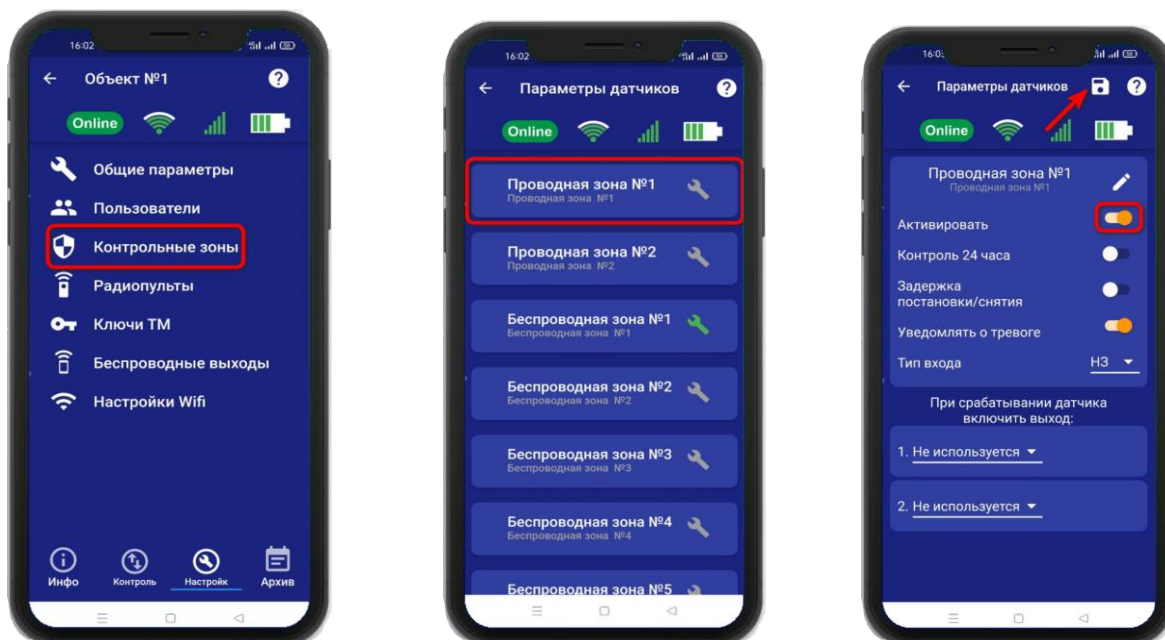 16:02
Объект №1
?
Online
Общие параметры
Пользователи
Контрольные зоны
Радиопульты
Ключи ТМ
Беспроводные выходы
Настройки Wifi
Инфо
Контроль
Настройк
Архив
16:02
Параметры датчиков
?
Online
Проводная зона №1
Проводная зона №1
Проводная зона №2
Проводная зона №2
Беспроводная зона №1
Беспроводная зона №1
Беспроводная зона №2
Беспроводная зона №2
Беспроводная зона №3
Беспроводная зона №3
Беспроводная зона №4
Беспроводная зона №4
Беспроводная зона №5
Параметры датчиков
?
Online
Проводная зона №1
Проводная зона №1
Активировать
Контроль 24 часа
Задержка
постановки/снятия
Уведомлять о тревоге
Тип входа НЗ
При срабатывании датчика
включить выход:
1. Не используется
2. Не используется